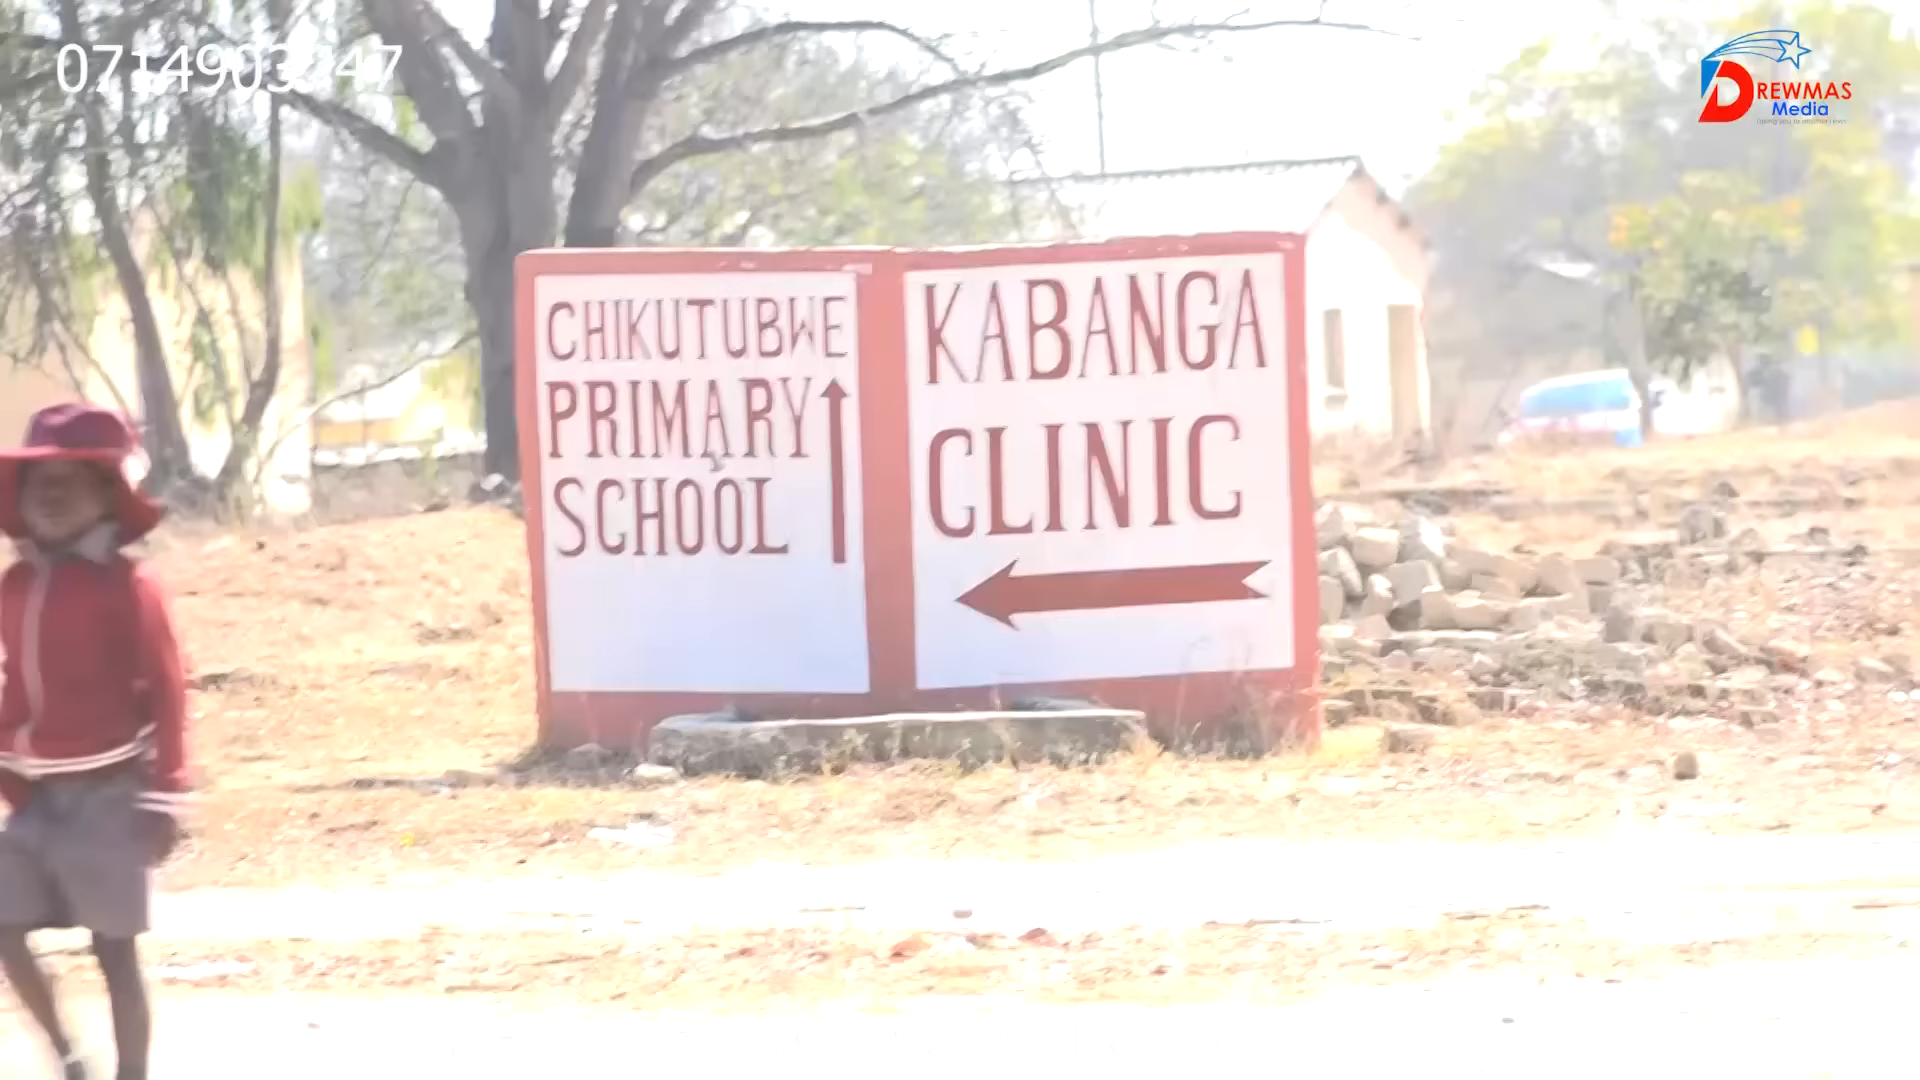 CHIKUTUBWE
PRIMARY
SCHOOL
KABANGA
CLINIC
DREWMAS
Media